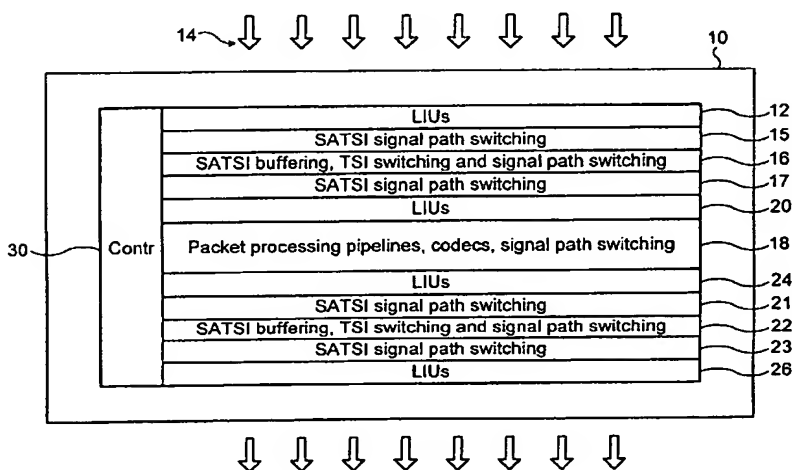 14
10
LIUs 12
SATSI signal path switching 15
SATSI buffering, TSI switching and signal path switching 16
SATSI signal path switching 17
LIUs 20
30 Contr Packet processing pipelines, codecs, signal path switching 18
LIUs 24
SATSI signal path switching 21
SATSI buffering, TSI switching and signal path switching 22
SATSI signal path switching 23
LIUs 26